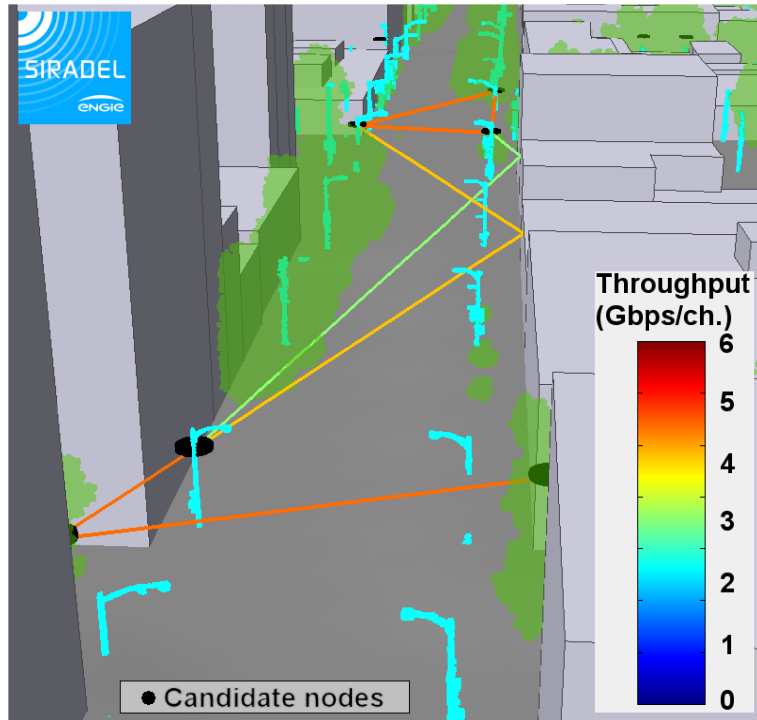 SIRADEL
ENGIE
Throughput
(Gbps/ch.)
6
5
4
3
2
1
0
Candidate nodes